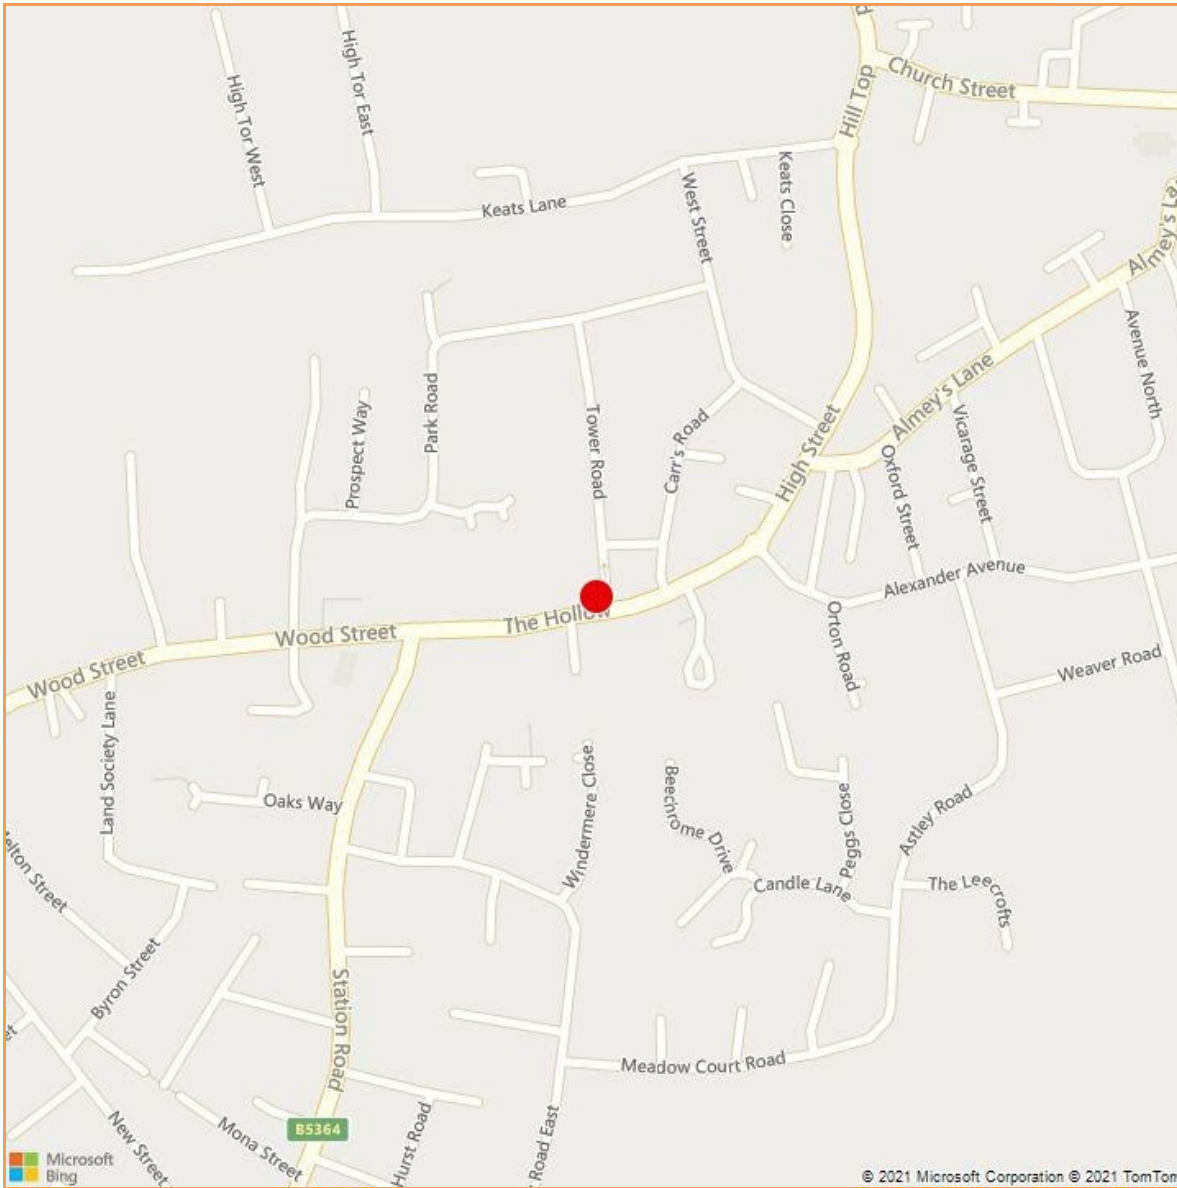 High Tor West
High Tor East
Hill Top
Church Street
Keats Lane
West Street
Keats Close
Almey's La
Avenue North
Almey's Lane
Park Road
Prospect Way
Tower Road
Carr's Road
High Street
Oxford Street
Vicarage Street
Alexander Avenue
The Hollow
Wood Street
Wood Street
Orton Road
Weaver Road
Land Society Lane
Oaks Way
Windermere Close
Beechrome Drive
Peggs Close
Astley Road
Candle Lane
The Leecrofts
elton Street
Byron Street
Station Road
Meadow Court Road
B5364
New Street
Mona Street
Hurst Road
Road East
Microsoft
Bing
© 2021 Microsoft Corporation © 2021 TomTom